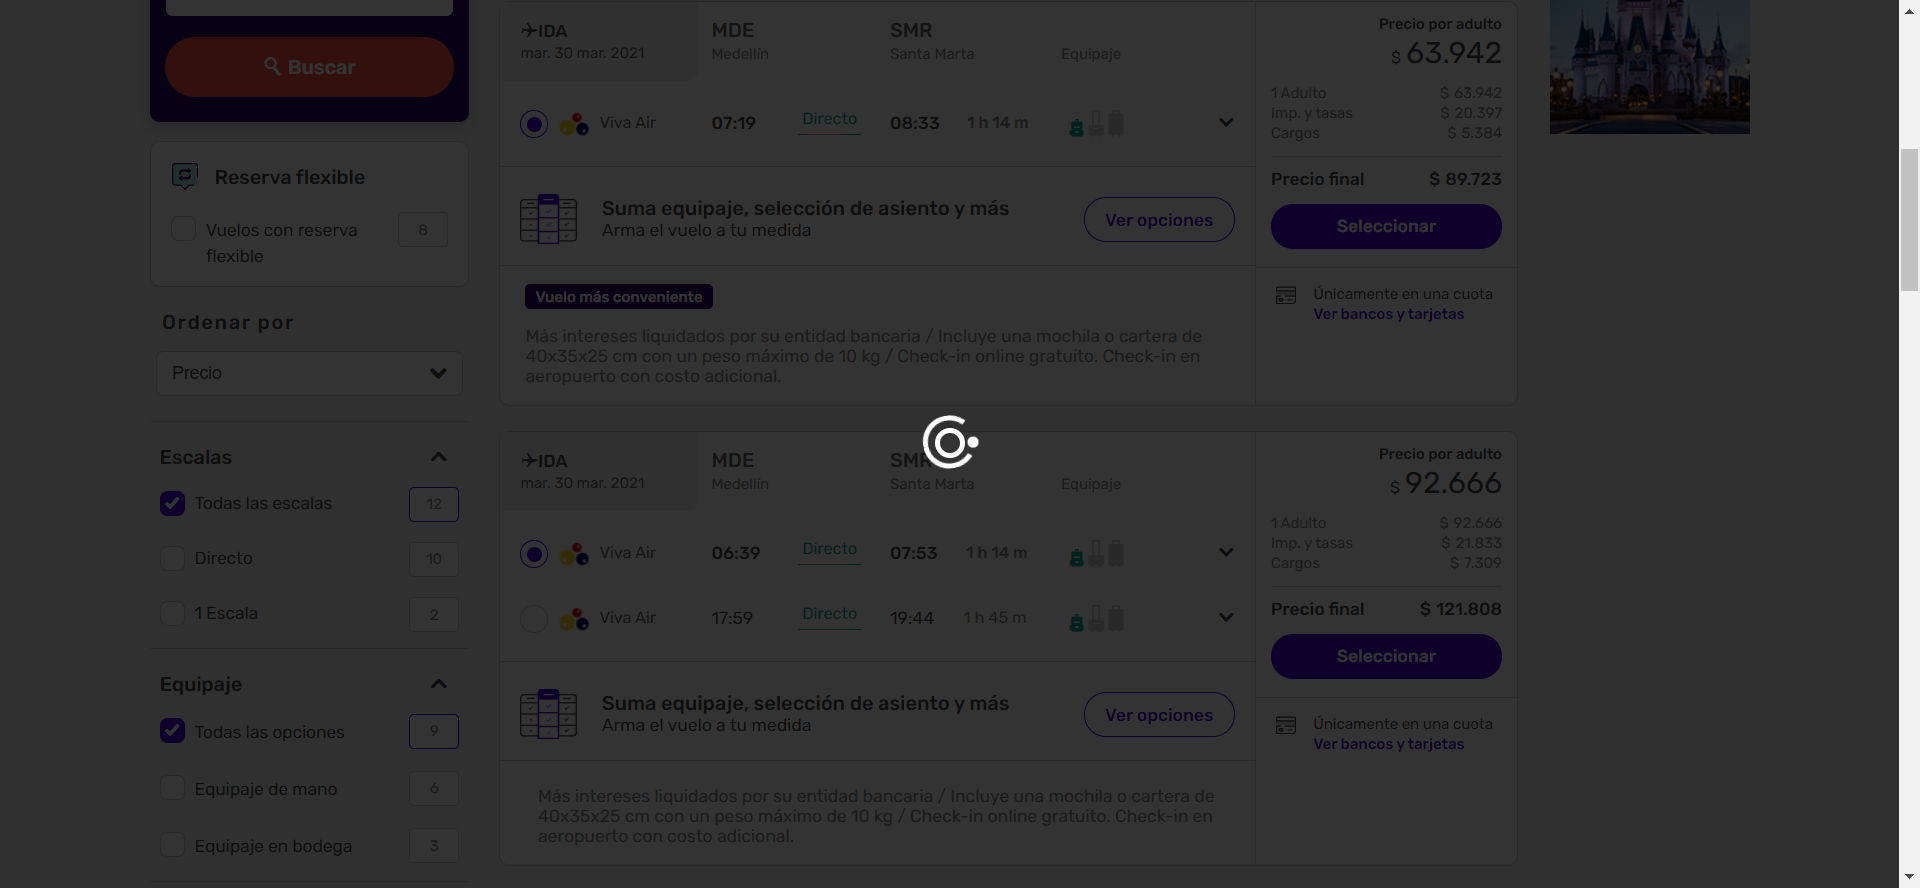 Buscar
Reserva flexible
Vuelos con reserva flexible 8
Ordenar por
Precio
Escalas
Todas las escalas 12
Directo 10
1 Escala 2
Equipaje
Todas las opciones 9
Equipaje de mano 6
Equipaje en bodega 3
IDA MDE SMR
mar. 30 mar. 2021 Medellín Santa Marta Equipaje
Viva Air 07:19 Directo 08:33 1 h 14 m
Suma equipaje, selección de asiento y más
Arma el vuelo a tu medida
Ver opciones
Vuelo más conveniente
Más intereses liquidados por su entidad bancaria / Incluye una mochila o cartera de
40x35x25 cm con un peso máximo de 10 kg / Check-in online gratuito. Check-in en
aeropuerto con costo adicional.
Precio por adulto
$ 63.942
1 Adulto $ 63.942
Imp. y tasas $ 20.397
Cargos $ 5.384
Precio final $ 89.723
Seleccionar
Únicamente en una cuota
Ver bancos y tarjetas
IDA MDE SMR
mar. 30 mar. 2021 Medellín Santa Marta Equipaje
Viva Air 06:39 Directo 07:53 1 h 14 m
Viva Air 17:59 Directo 19:44 1 h 45 m
Suma equipaje, selección de asiento y más
Arma el vuelo a tu medida
Ver opciones
Más intereses liquidados por su entidad bancaria / Incluye una mochila o cartera de
40x35x25 cm con un peso máximo de 10 kg / Check-in online gratuito. Check-in en
aeropuerto con costo adicional.
Precio por adulto
$ 92.666
1 Adulto $ 92.666
Imp. y tasas $ 21.833
Cargos $ 7.309
Precio final $ 121.808
Seleccionar
Únicamente en una cuota
Ver bancos y tarjetas